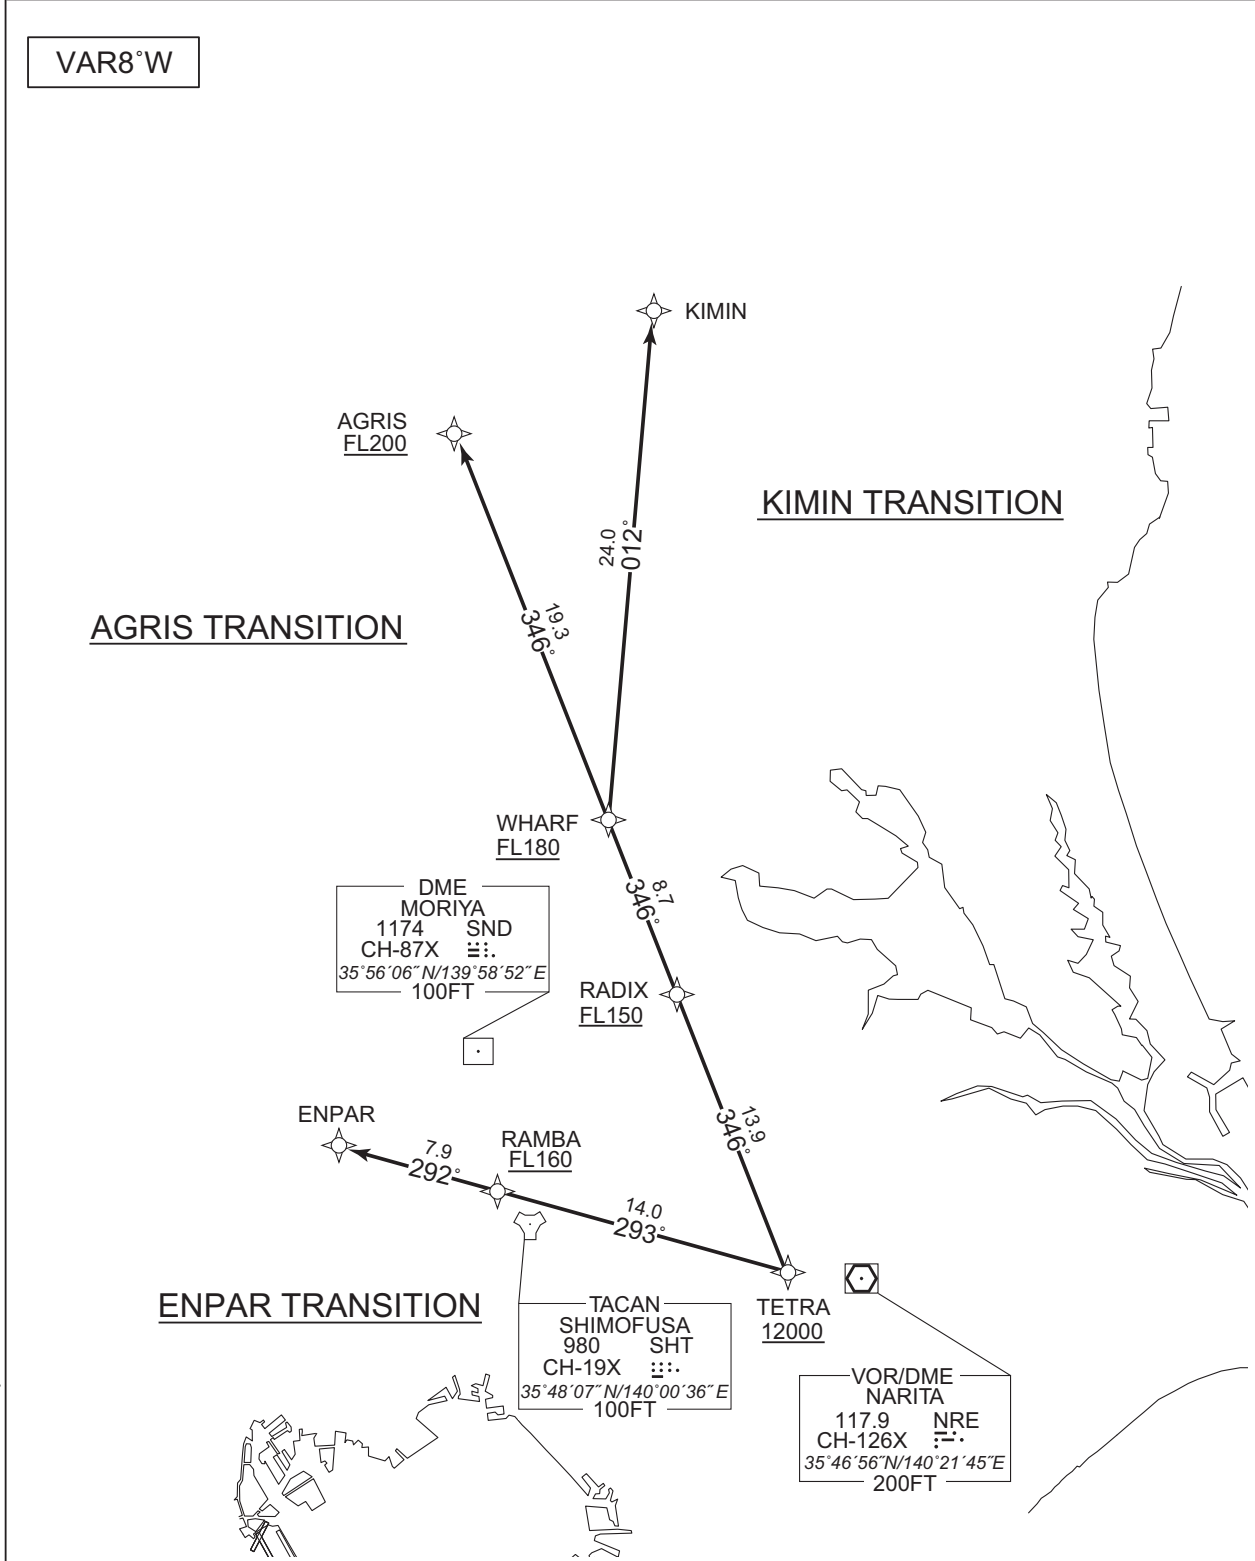 VAR8°W
KIMIN
AGRIS
FL200
KIMIN TRANSITION
24.0
012°
19.3
346°
AGRIS TRANSITION
WHARF
FL180
8.7
346°
DME
MORIYA
1174 SND
CH-87X
35°56´06˝N/139°58´52˝E
100FT
RADIX
FL150
13.9
346°
ENPAR
7.9
292°
RAMBA
FL160
14.0
293°
ENPAR TRANSITION
TETRA
12000
TACAN
SHIMOFUSA
980 SHT
CH-19X
35°48´07˝N/140°00´36˝E
100FT
VOR/DME
NARITA
117.9 NRE
CH-126X
35°46´56˝N/140°21´45˝E
200FT